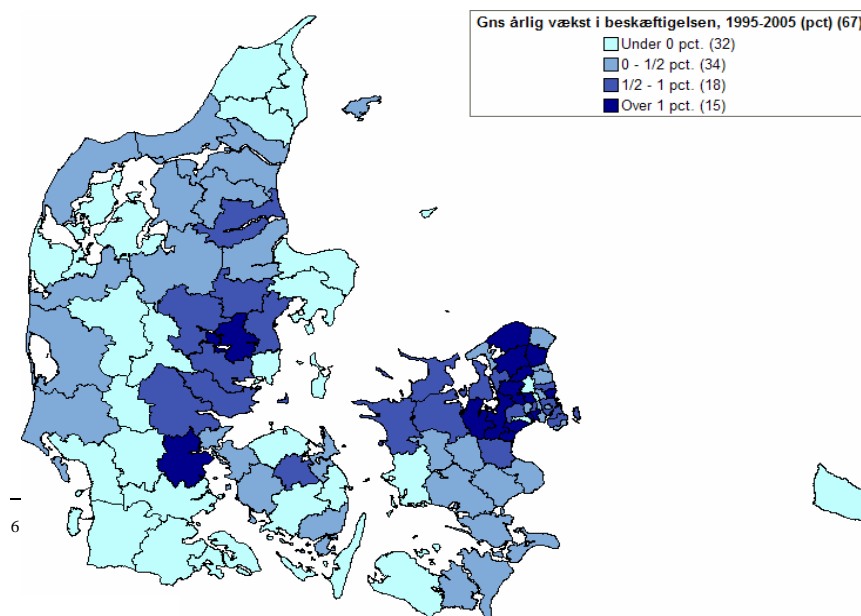 Gns årlig vækst i beskæftigelsen, 1995-2005 (pct) (67)
Under 0 pct. (32)
0 - 1/2 pct. (34)
1/2 - 1 pct. (18)
Over 1 pct. (15)
6